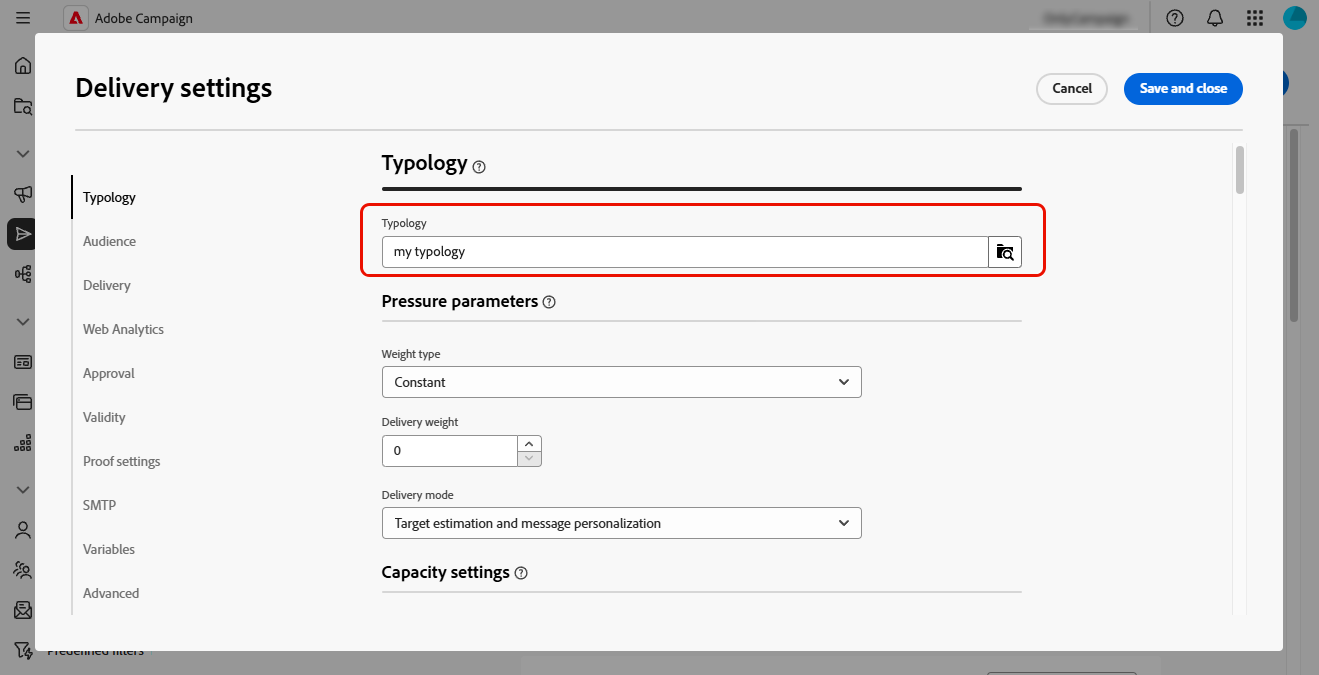 Adobe Campaign
Delivery settings
Cancel
Save and close
Typology
Audience
Delivery
Web Analytics
Approval
Validity
Proof settings
SMTP
Variables
Advanced
Typology
Typology
my typology
Pressure parameters
Weight type
Constant
Delivery weight
0
Delivery mode
Target estimation and message personalization
Capacity settings
Predefined filters